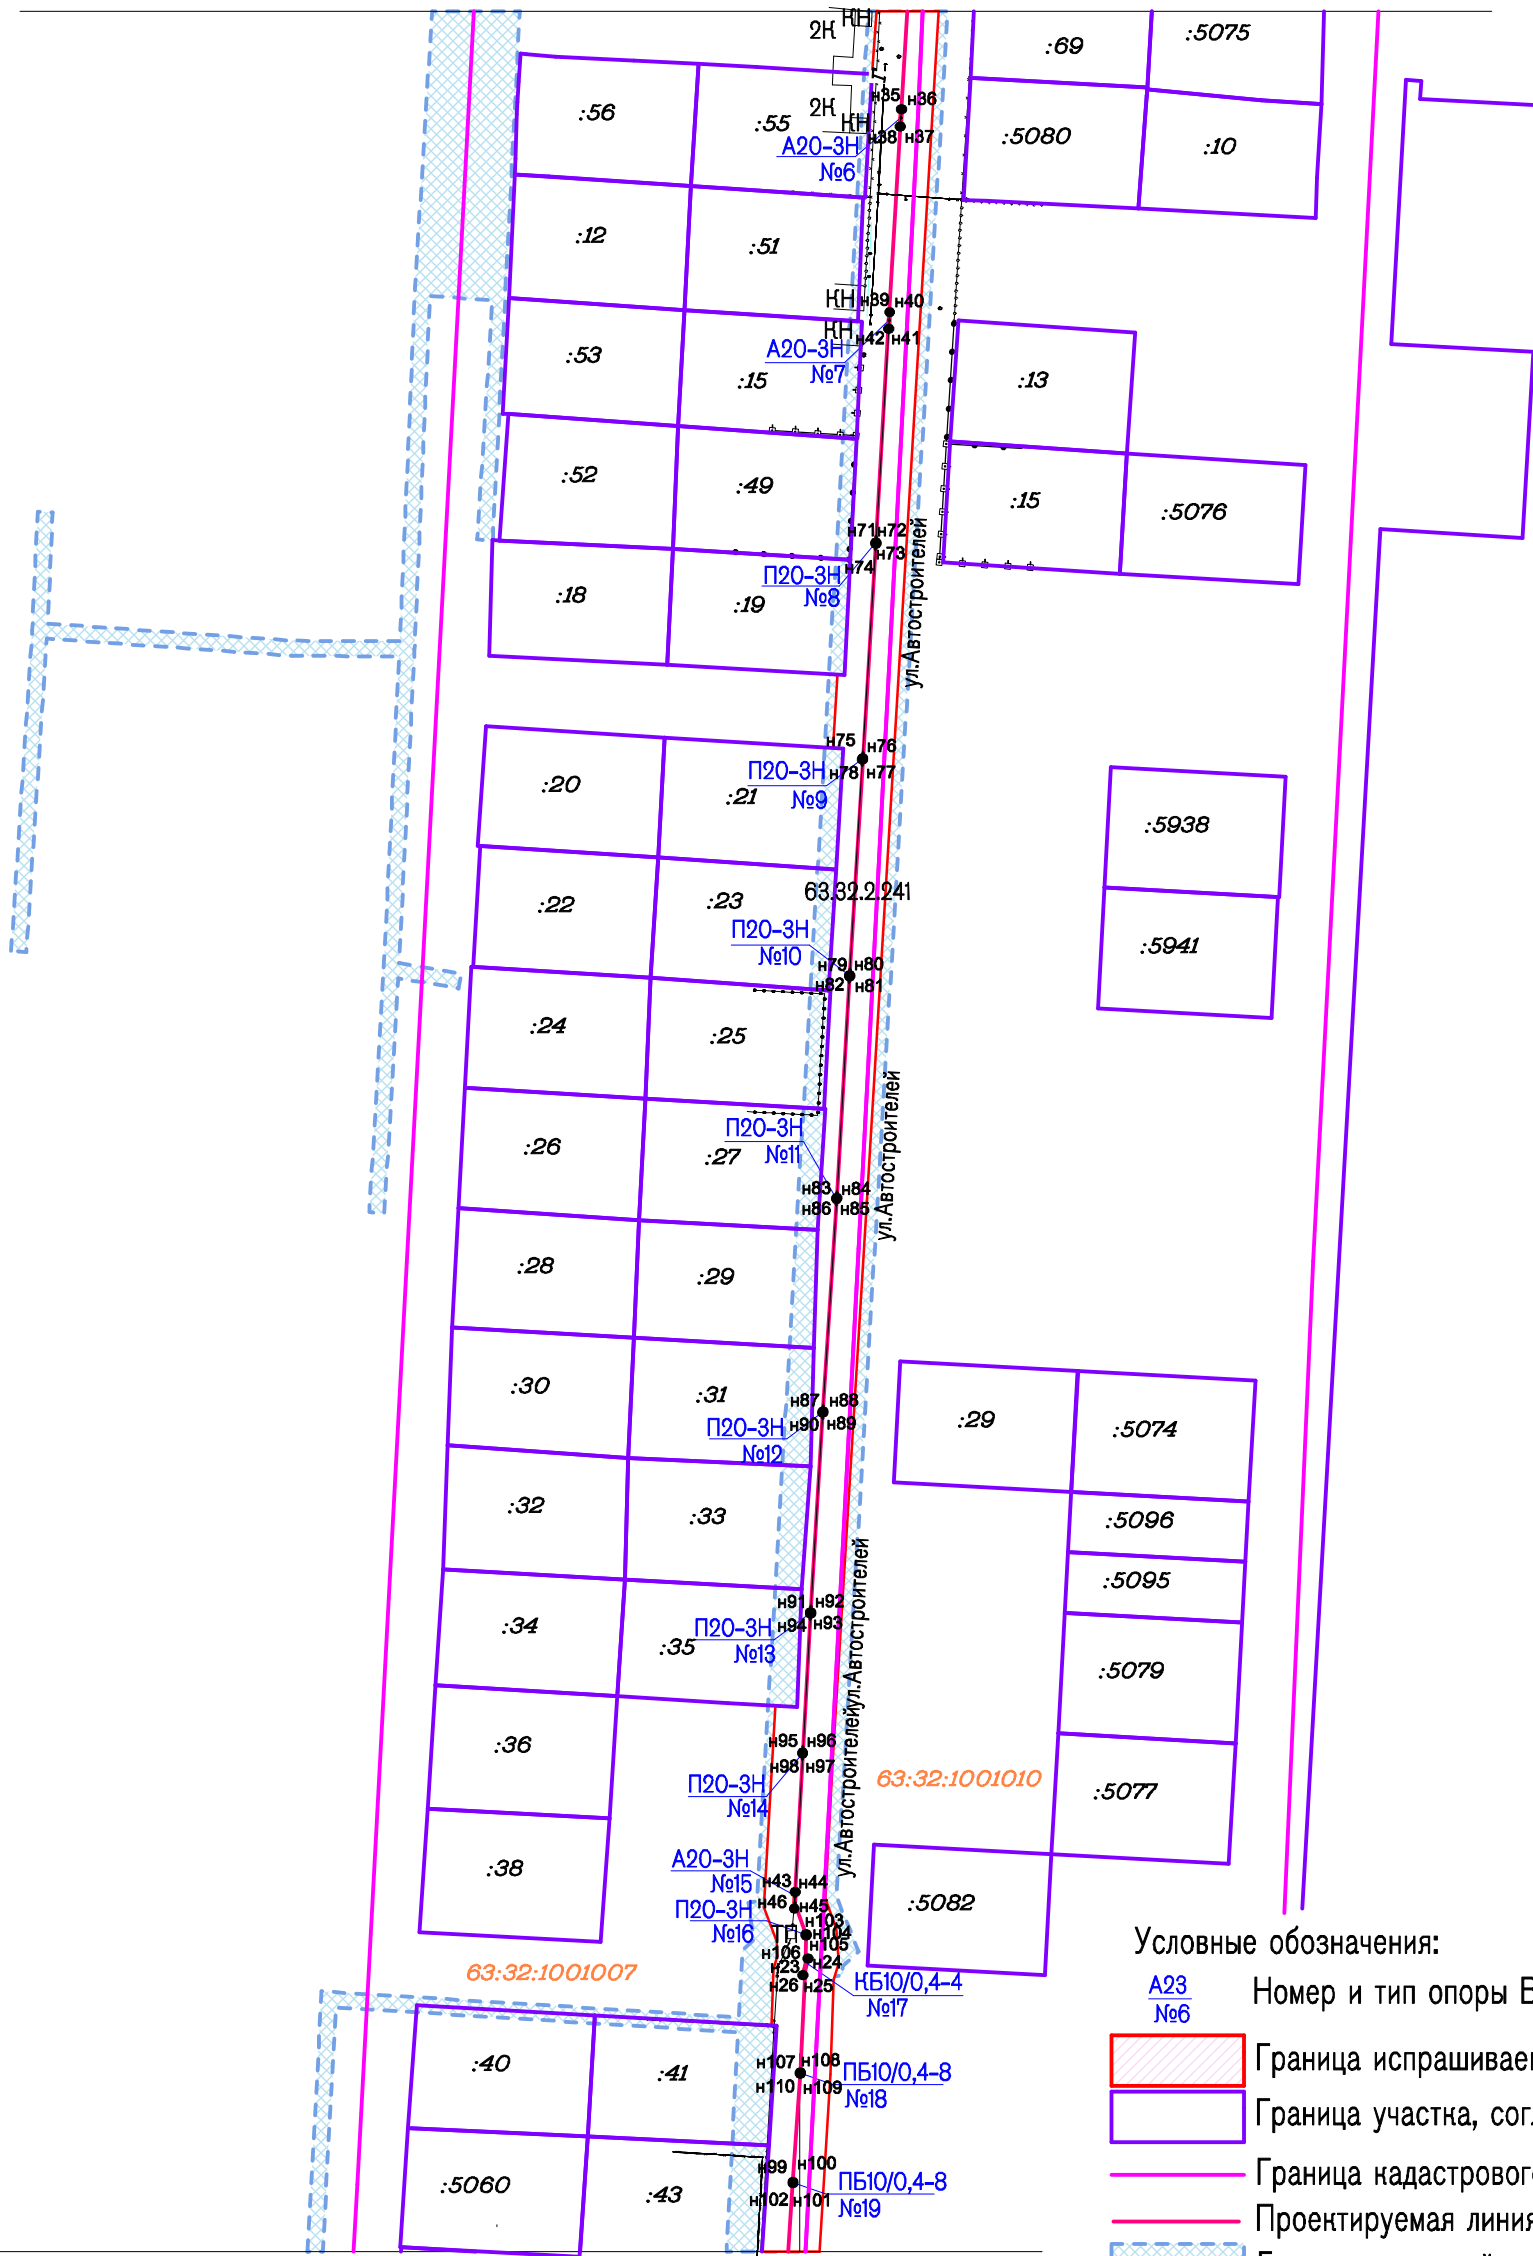 2К
КН
:69
:5075
:56
:55
2К
КН
н35
н36
н38
н37
А20-3Н
№6
:5080
:10
:12
:51
КН
н39
н40
КН
н42
н41
А20-3Н
№7
:53
:15
:13
:52
:49
:15
:5076
н71
н72
н73
н74
П20-3Н
№8
ул.Автостроителей
:18
:19
н75
н76
н78
н77
П20-3Н
№9
:20
:21
:5938
63.32.2.241
:22
:23
П20-3Н
№10
:5941
н79
н80
н82
н81
:24
:25
ул.Автостроителей
П20-3Н
№11
:26
:27
н83
н84
н86
н85
:28
:29
:30
:31
н87
н88
н90
н89
П20-3Н
№12
:29
:5074
:32
:33
:5096
ул.Автостроителей
:5095
н91
н92
н94
н93
П20-3Н
№13
:34
:35
:5079
ул.Автостроителей
:36
н95
н96
н98
н97
П20-3Н
№14
63:32:1001010
:5077
:38
А20-3Н
№15
н43
н44
н46
н45
П20-3Н
№16
:5082
н103
н104
ТП
н105
н106
н24
н23
н26
н25
63:32:1001007
КБ10/0,4-4
№17
Условные обозначения:
А23
№6
Номер и тип опоры В
Граница испрашивае
:40
:41
н107
н108
н110
н109
ПБ10/0,4-8
№18
Граница участка, сог
:5060
:43
н99
н100
н102
н101
ПБ10/0,4-8
№19
Граница кадастровог
Проектируемая линия